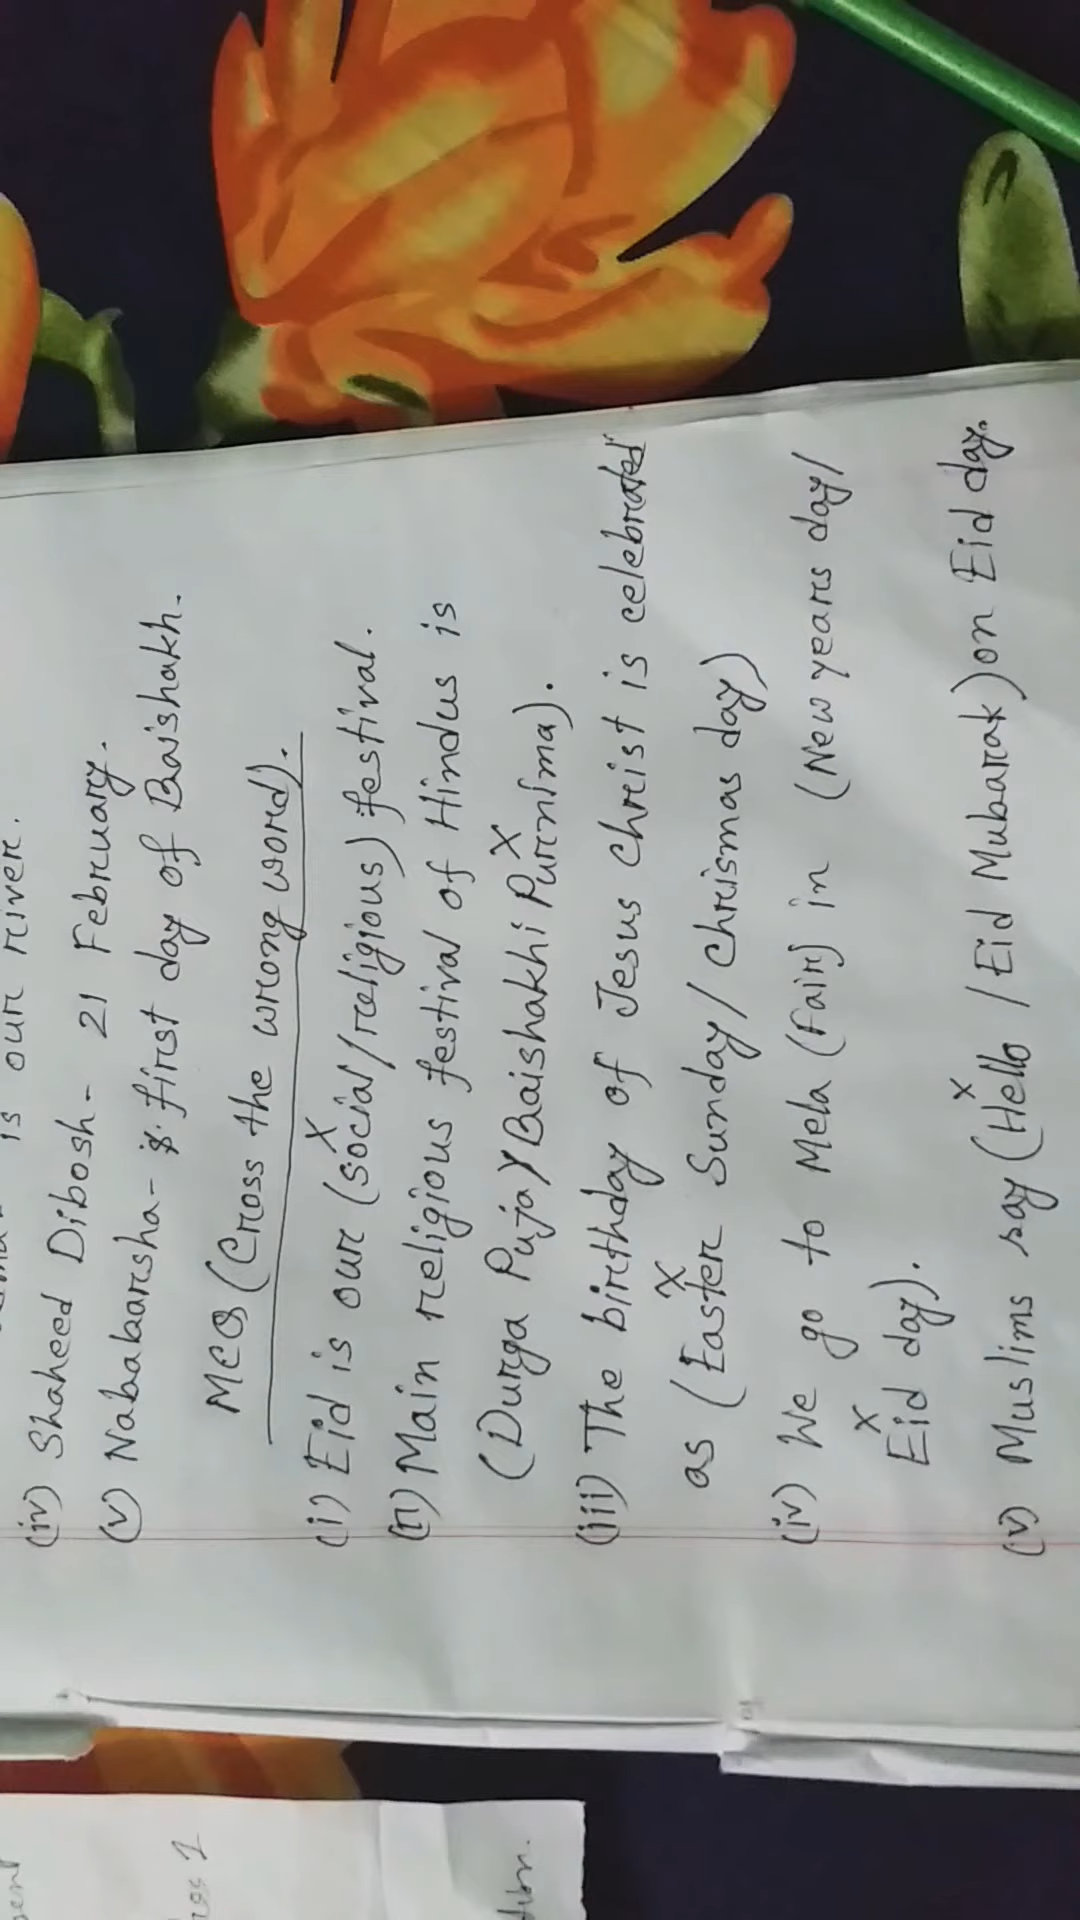 is our river.
(iv) Shaheed Dibosh - 21 February.
(v) Nababarsha - first day of Baishakh.
MCQ (Cross the wrong word).
(i) Eid is our (social/religious) festival.
(ii) Main religious festival of Hindus is
(Durga Puja/Baishakhi Purnima).
(iii) The birthday of Jesus Christ is celebrated
as (Easter Sunday/Chrismas day)
(iv) We go to Mela (Fair) in (New years day/
Eid day).
(v) Muslims say (Hello/Eid Mubarak) on Eid day.